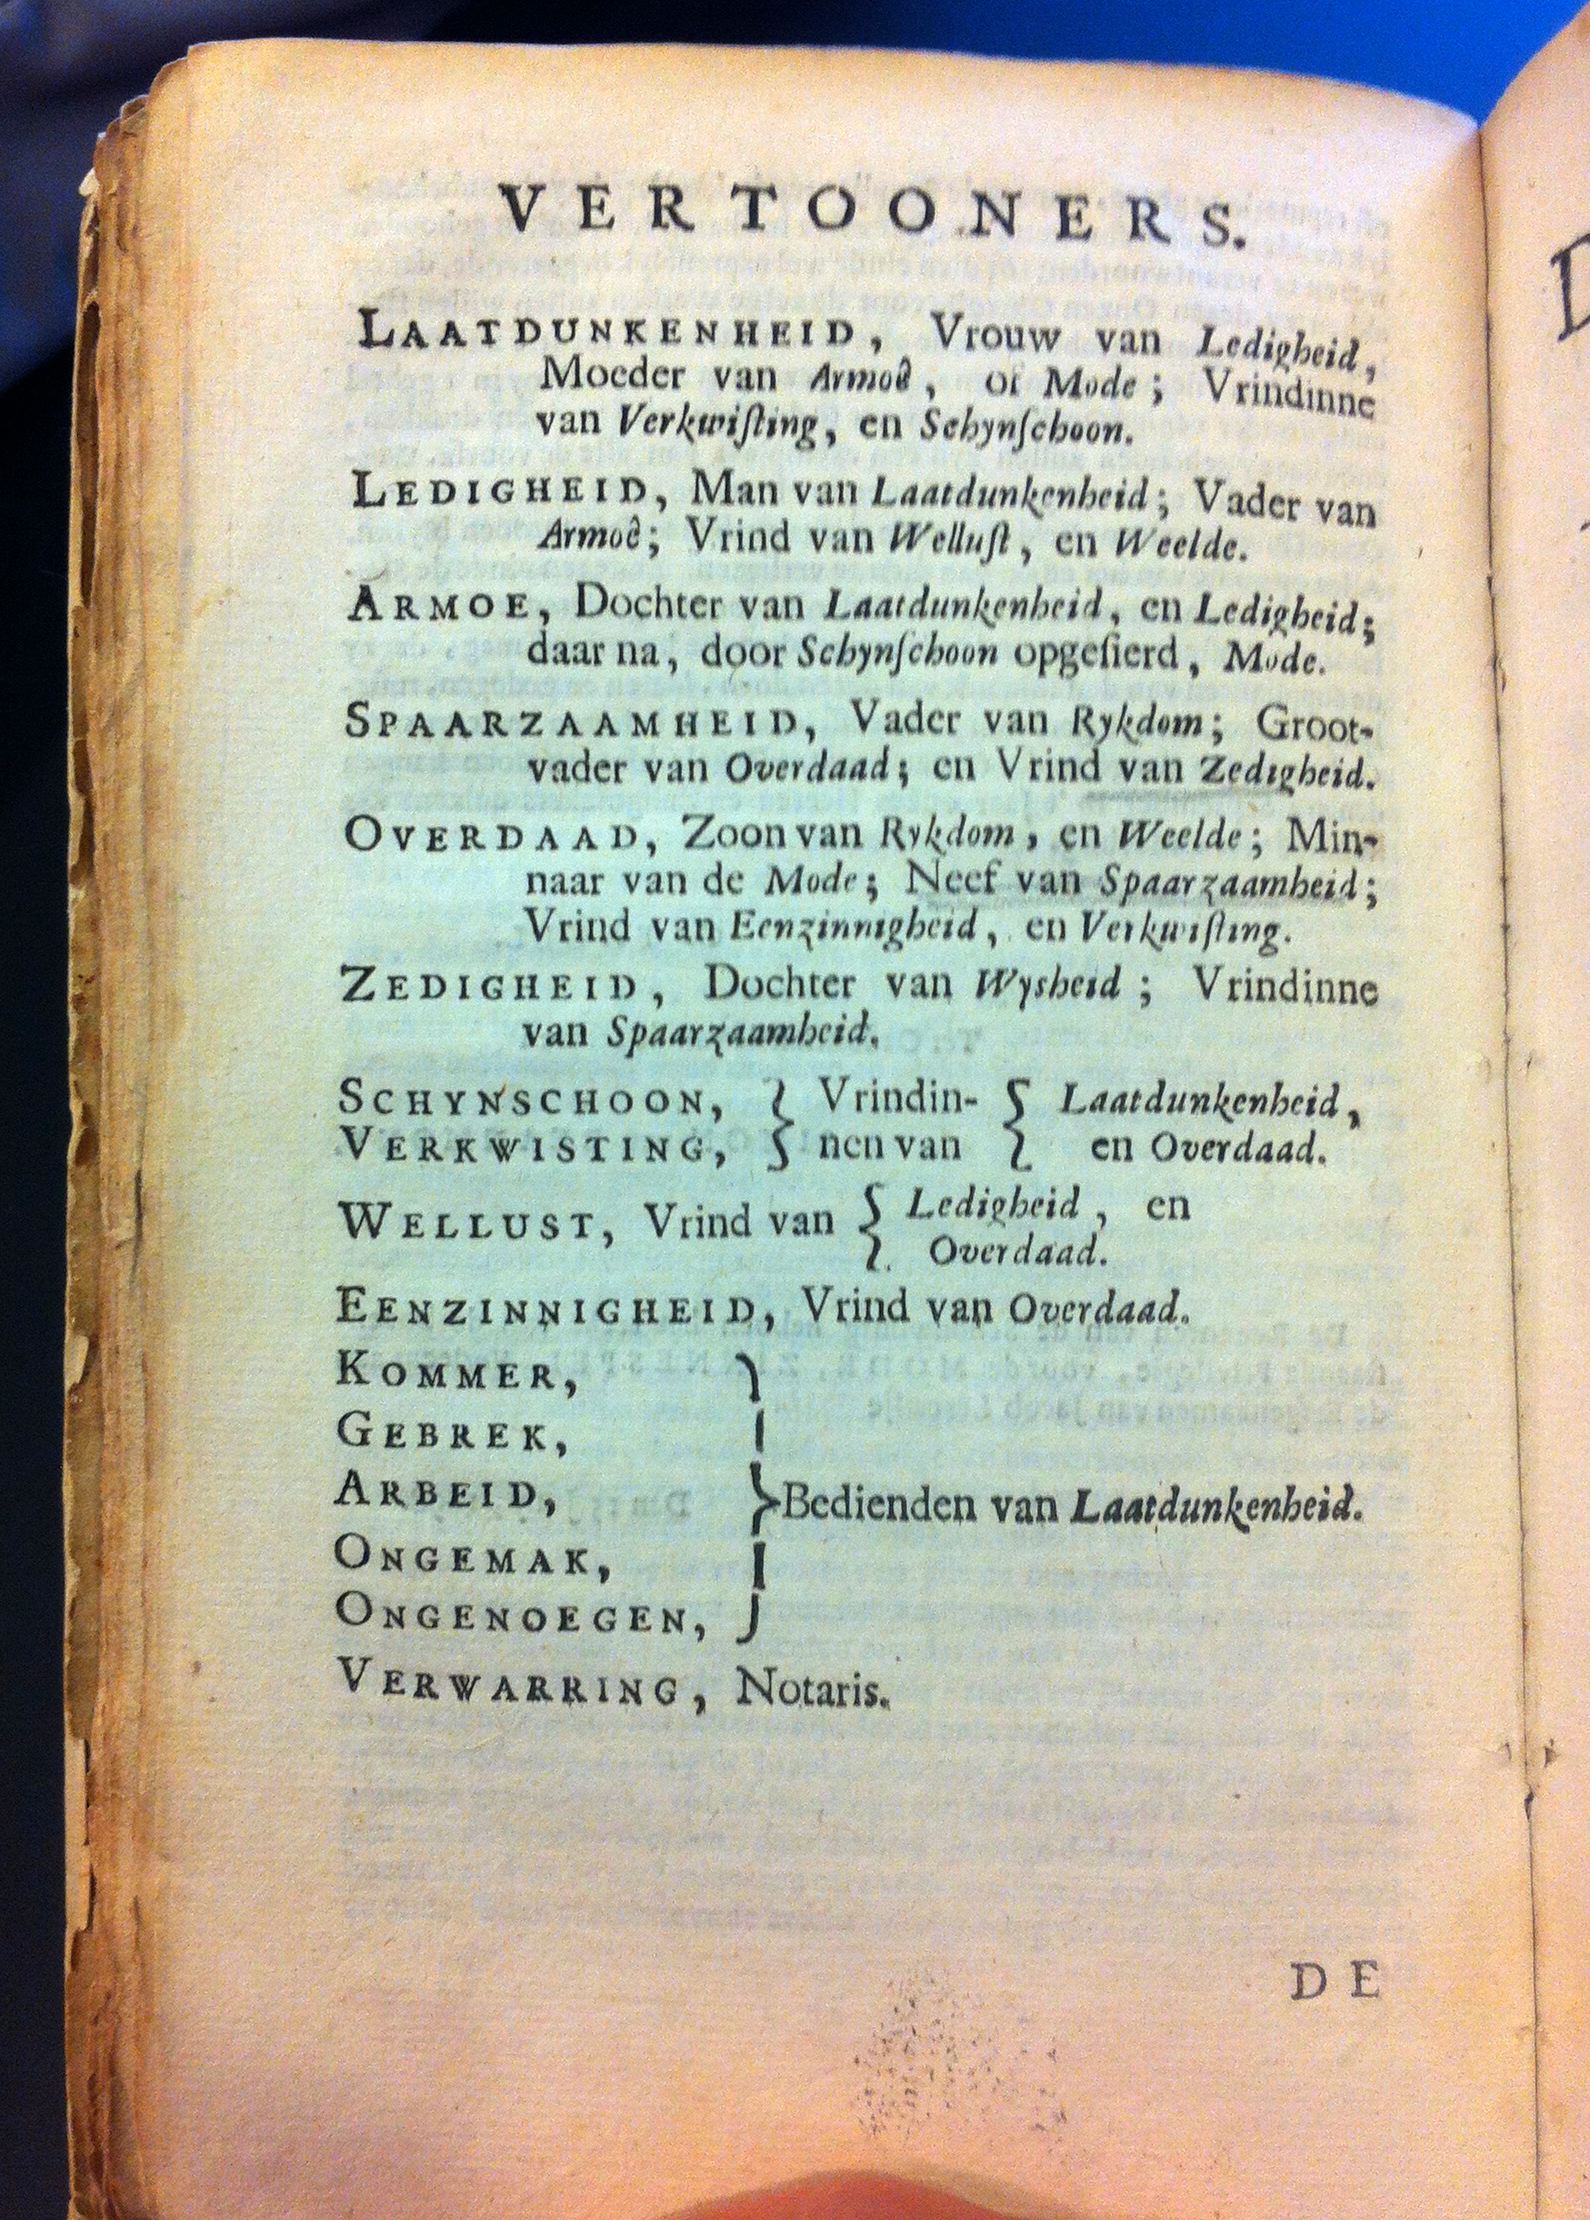 VERTOONERS.
LAATDUNKENHEID, Vrouw van Ledigheid,
Moeder van Armoê, of Mode; Vrindinne
van Verkwiſting, en Schynſchoon.
LEDIGHEID, Man van Laatdunkenheid; Vader van
Armoê; Vrind van Welluſt, en Weelde.
ARMOE, Dochter van Laatdunkenheid, en Ledigheid;
daar na, door Schynſchoon opgeſierd, Mode.
SPAARZAAMHEID, Vader van Rykdom; Groot-
vader van Overdaad; en Vrind van Zedigheid.
OVERDAAD, Zoon van Rykdom, en Weelde; Min-
naar van de Mode; Neef van Spaarzaamheid;
Vrind van Eenzinnigheid, en Verkwiſting.
ZEDIGHEID, Dochter van Wysheid; Vrindinne
van Spaarzaamheid.
SCHYNSCHOON, } Vrindin- { Laatdunkenheid,
VERKWISTING, } nen van { en Overdaad.
WELLUST, Vrind van { Ledigheid, en
Overdaad.
EENZINNIGHEID, Vrind van Overdaad.
KOMMER,
GEBREK,
ARBEID, } Bedienden van Laatdunkenheid.
ONGEMAK,
ONGENOEGEN,
VERWARRING, Notaris.
DE